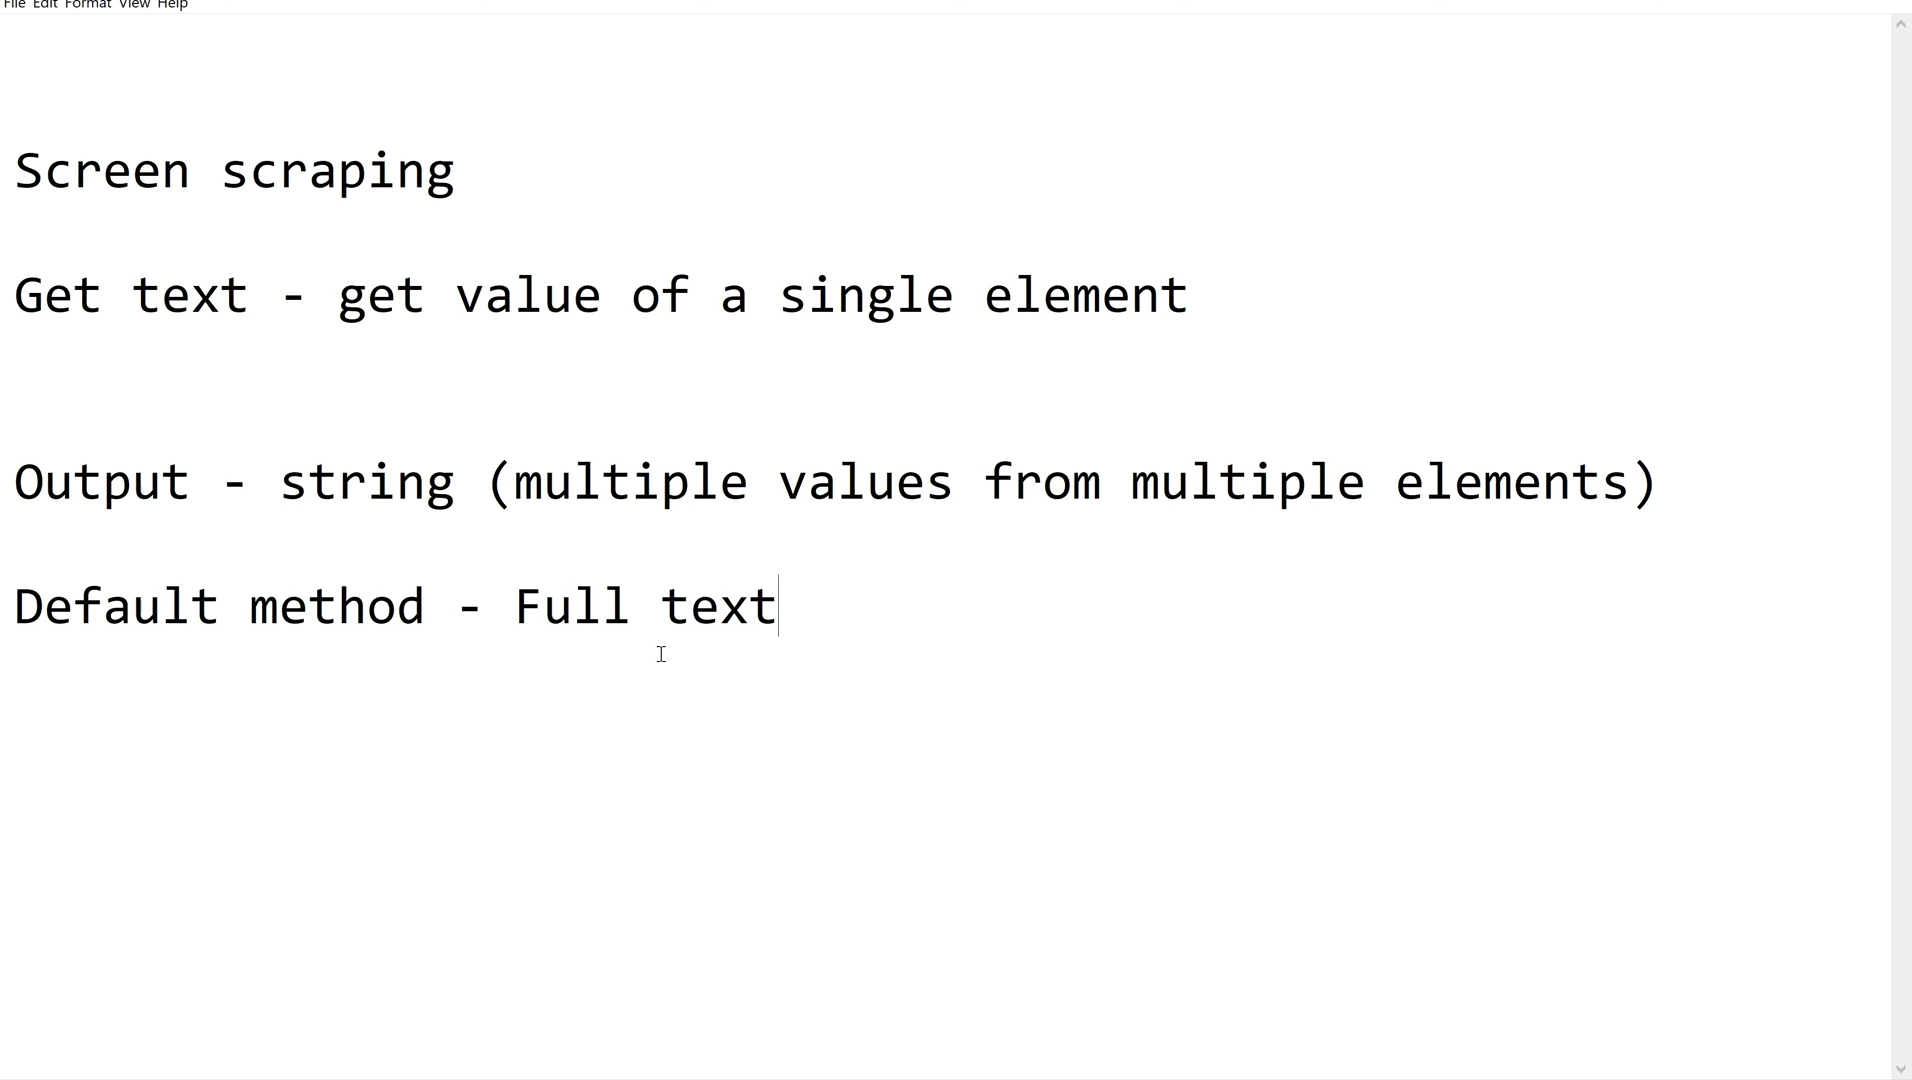 File Edit Format View Help
Screen scraping
Get text - get value of a single element
Output - string (multiple values from multiple elements)
Default method - Full text